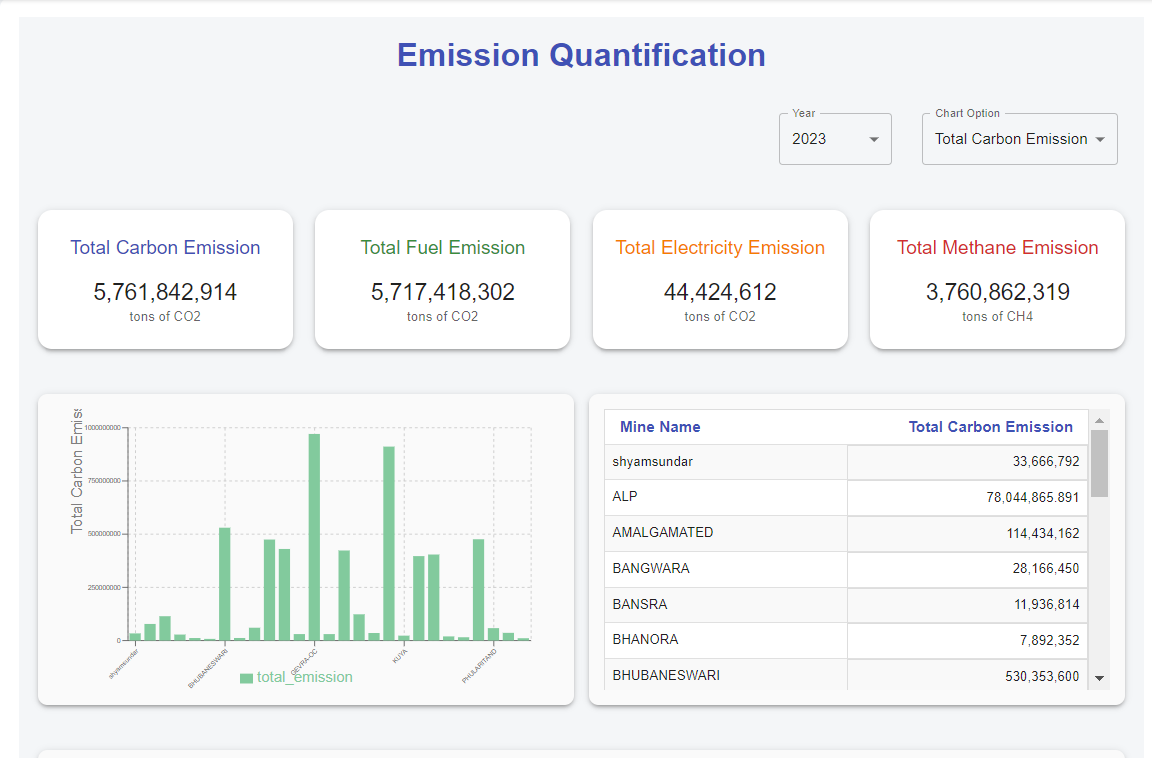 Emission Quantification
Year
2023
Chart Option
Total Carbon Emission
Total Carbon Emission
5,761,842,914
tons of CO2
Total Fuel Emission
5,717,418,302
tons of CO2
Total Electricity Emission
44,424,612
tons of CO2
Total Methane Emission
3,760,862,319
tons of CH4
Total Carbon Emiss
1000000000
750000000
500000000
250000000
0
shyamsundar
BHUBANESWARI
GEVRA-OC
KUYA
PHULARITAND
total_emission
Mine Name Total Carbon Emission
shyamsundar 33,666,792
ALP 78,044,865.891
AMALGAMATED 114,434,162
BANGWARA 28,166,450
BANSRA 11,936,814
BHANORA 7,892,352
BHUBANESWARI 530,353,600